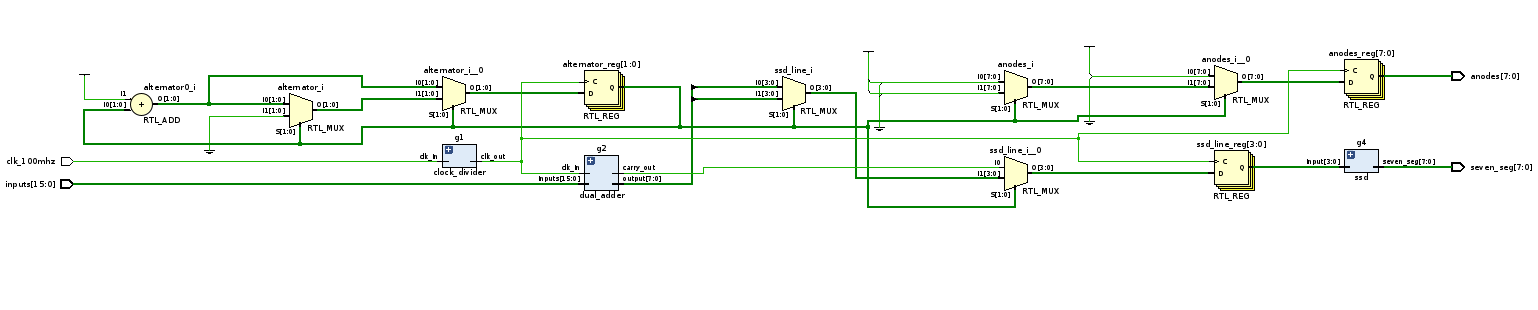 anodes_reg[7:0]
anodes_i__0
alternator_reg[1:0]
anodes_i
alternator_i__0
ssd_line_i
C
I0[7:0]
O[7:0]
Q
anodes[7:0]
I1[7:0]
D
S[1:0]
RTL_MUX
RTL_REG
C
I0[7:0]
O[7:0]
I0[3:0]
I1[7:0]
O[3:0]
I1[3:0]
S[1:0]
RTL_MUX
S[1:0]
RTL_MUX
I0[1:0]
Q
O[1:0]
I1[1:0]
D
S[1:0]
RTL_MUX
RTL_REG
alternator0_i
alternator_i
I1
O[1:0]
I0[1:0]
+
RTL_ADD
I0[1:0]
O[1:0]
I1[1:0]
S[1:0]
RTL_MUX
g1
g2
ssd_line_i__0
ssd_line_reg[3:0]
g4
clk_100mhz
clk_in
clk_out
clock_divider
clk_in
carry_out
inputs[15:0]
output[7:0]
dual_adder
I0
O[3:0]
I1[3:0]
S[1:0]
RTL_MUX
C
Q
D
RTL_REG
input[3:0]
seven_seg[7:0]
ssd
seven_seg[7:0]
inputs[15:0]